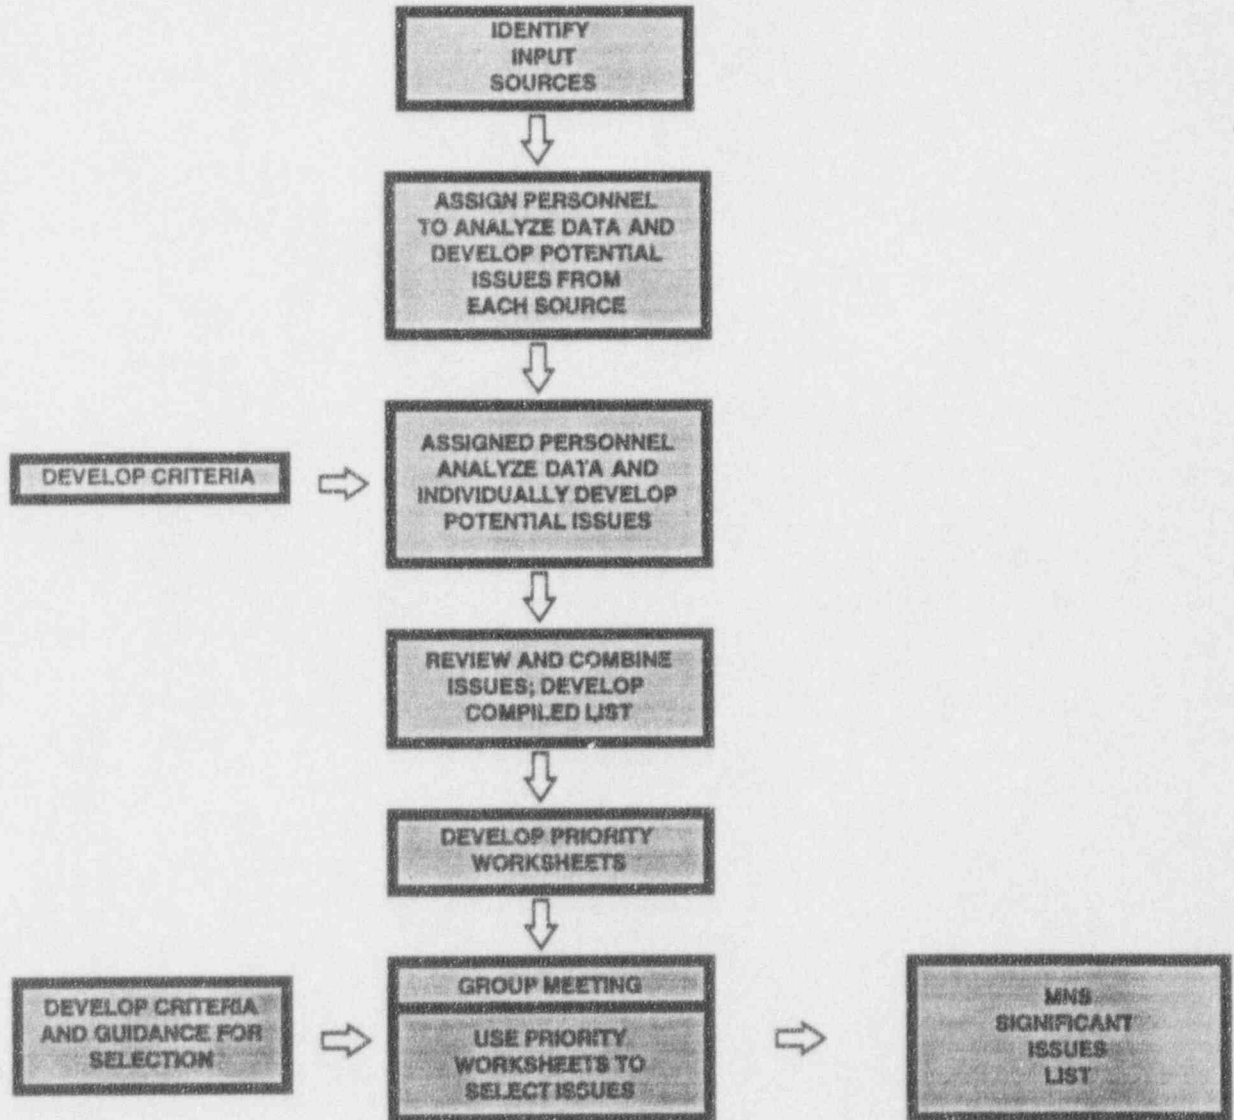 IDENTIFY
INPUT
SOURCES
ASSIGN PERSONNEL
TO ANALYZE DATA AND
DEVELOP POTENTIAL
ISSUES FROM
EACH SOURCE
DEVELOP CRITERIA
ASSIGNED PERSONNEL
ANALYZE DATA AND
INDIVIDUALLY DEVELOP
POTENTIAL ISSUES
REVIEW AND COMBINE
ISSUES; DEVELOP
COMPILED LIST
DEVELOP PRIORITY
WORKSHEETS
DEVELOP CRITERIA
AND GUIDANCE FOR
SELECTION
GROUP MEETING
USE PRIORITY
WORKSHEETS TO
SELECT ISSUES
MNS
SIGNIFICANT
ISSUES
LIST